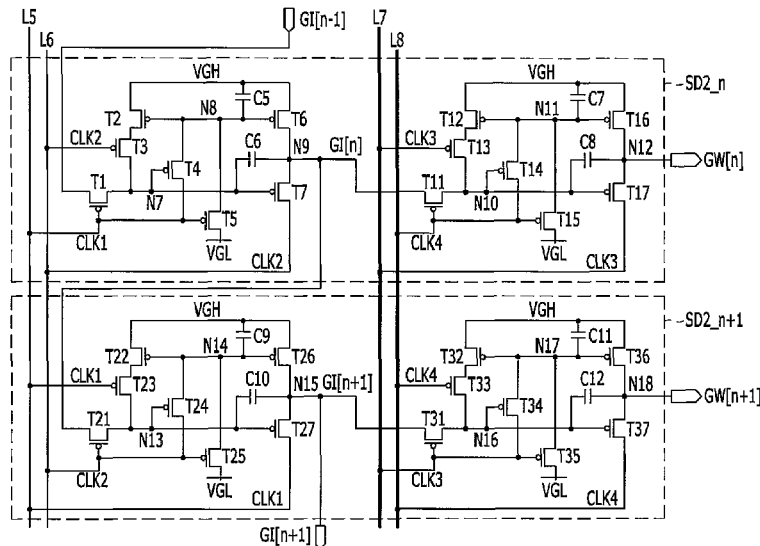 L5
L6
GI[n-1]
L7
L8
VGH
VGH
SD2_n
N8
C5
N11
C7
T2
T6
T12
T16
CLK2
T3
C6
N9
GI[n]
CLK3
T13
C8
N12
GW[n]
T4
T14
T1
T7
T11
T17
N7
N10
T5
T15
CLK1
VGL
CLK2
CLK4
VGL
CLK3
VGH
VGH
SD2_n+1
N14
C9
N17
C11
T22
T26
T32
T36
CLK1
T23
C10
N15
GI[n+1]
CLK4
T33
C12
N18
GW[n+1]
T24
T34
T21
T27
T31
T37
N13
N16
T25
T35
CLK2
VGL
CLK1
CLK3
VGL
CLK4
GI[n+1]